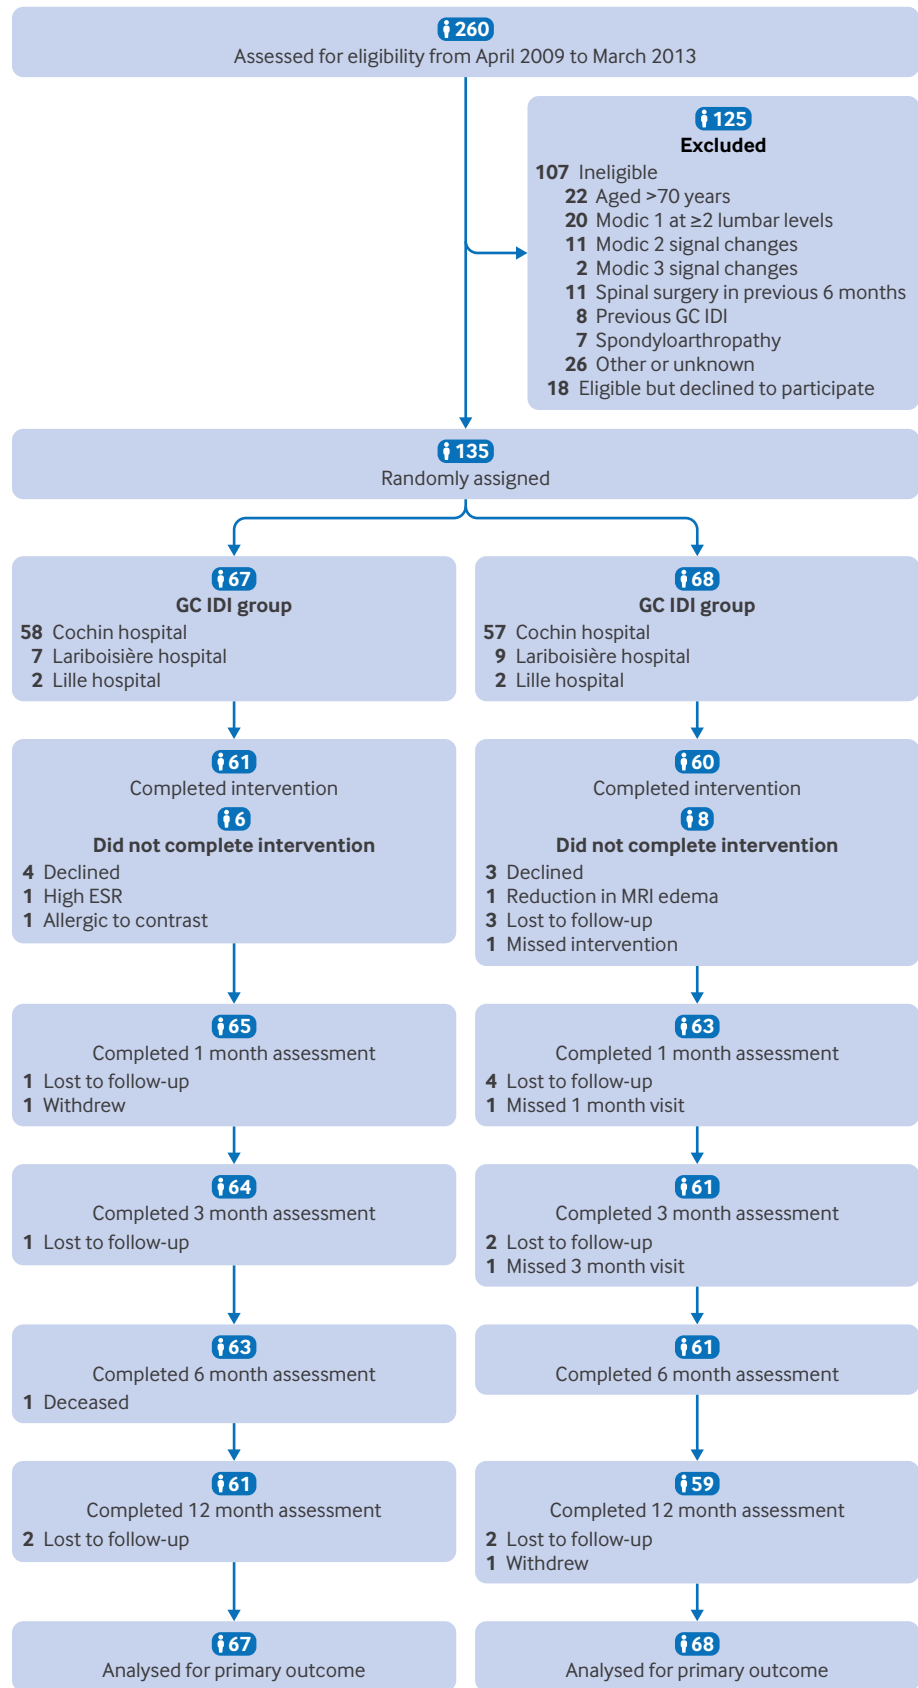 260
Assessed for eligibility from April 2009 to March 2013
125
Excluded
107 Ineligible
22 Aged >70 years
20 Modic 1 at ≥2 lumbar levels
11 Modic 2 signal changes
2 Modic 3 signal changes
11 Spinal surgery in previous 6 months
8 Previous GC IDI
7 Spondyloarthropathy
26 Other or unknown
18 Eligible but declined to participate
135
Randomly assigned
67
GC IDI group
58 Cochin hospital
7 Lariboisière hospital
2 Lille hospital
68
GC IDI group
57 Cochin hospital
9 Lariboisière hospital
2 Lille hospital
61
Completed intervention
6
Did not complete intervention
4 Declined
1 High ESR
1 Allergic to contrast
60
Completed intervention
8
Did not complete intervention
3 Declined
1 Reduction in MRI edema
3 Lost to follow-up
1 Missed intervention
65
Completed 1 month assessment
1 Lost to follow-up
1 Withdrew
63
Completed 1 month assessment
4 Lost to follow-up
1 Missed 1 month visit
64
Completed 3 month assessment
1 Lost to follow-up
61
Completed 3 month assessment
2 Lost to follow-up
1 Missed 3 month visit
63
Completed 6 month assessment
1 Deceased
61
Completed 6 month assessment
61
Completed 12 month assessment
2 Lost to follow-up
59
Completed 12 month assessment
2 Lost to follow-up
1 Withdrew
67
Analysed for primary outcome
68
Analysed for primary outcome